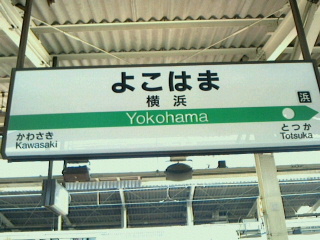 よこはま
横浜
Yokohama
浜
かわさき
Kawasaki
とつか
Totsuka